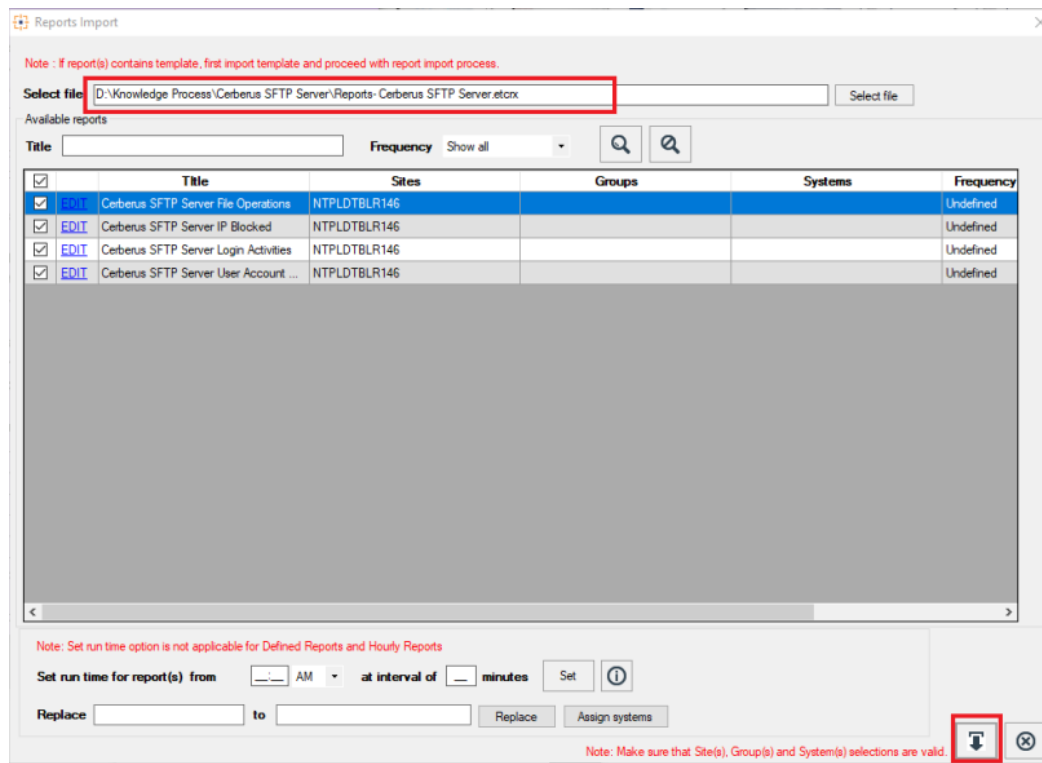 Reports Import
Note : If report(s) contains template, first import template and proceed with report import process.
Select file D:\Knowledge Process\Cerberus SFTP Server\Reports- Cerberus SFTP Server.etcrx Select file
Available reports
Title Frequency Show all
Title Sites Groups Systems Frequency
EDIT Cerberus SFTP Server File Operations NTPLDTBLR146 Undefined
EDIT Cerberus SFTP Server IP Blocked NTPLDTBLR146 Undefined
EDIT Cerberus SFTP Server Login Activities NTPLDTBLR146 Undefined
EDIT Cerberus SFTP Server User Account ... NTPLDTBLR146 Undefined
Note: Set run time option is not applicable for Defined Reports and Hourly Reports
Set run time for report(s) from __:__ AM at interval of __ minutes Set
Replace to Replace Assign systems
Note: Make sure that Site(s), Group(s) and System(s) selections are valid.